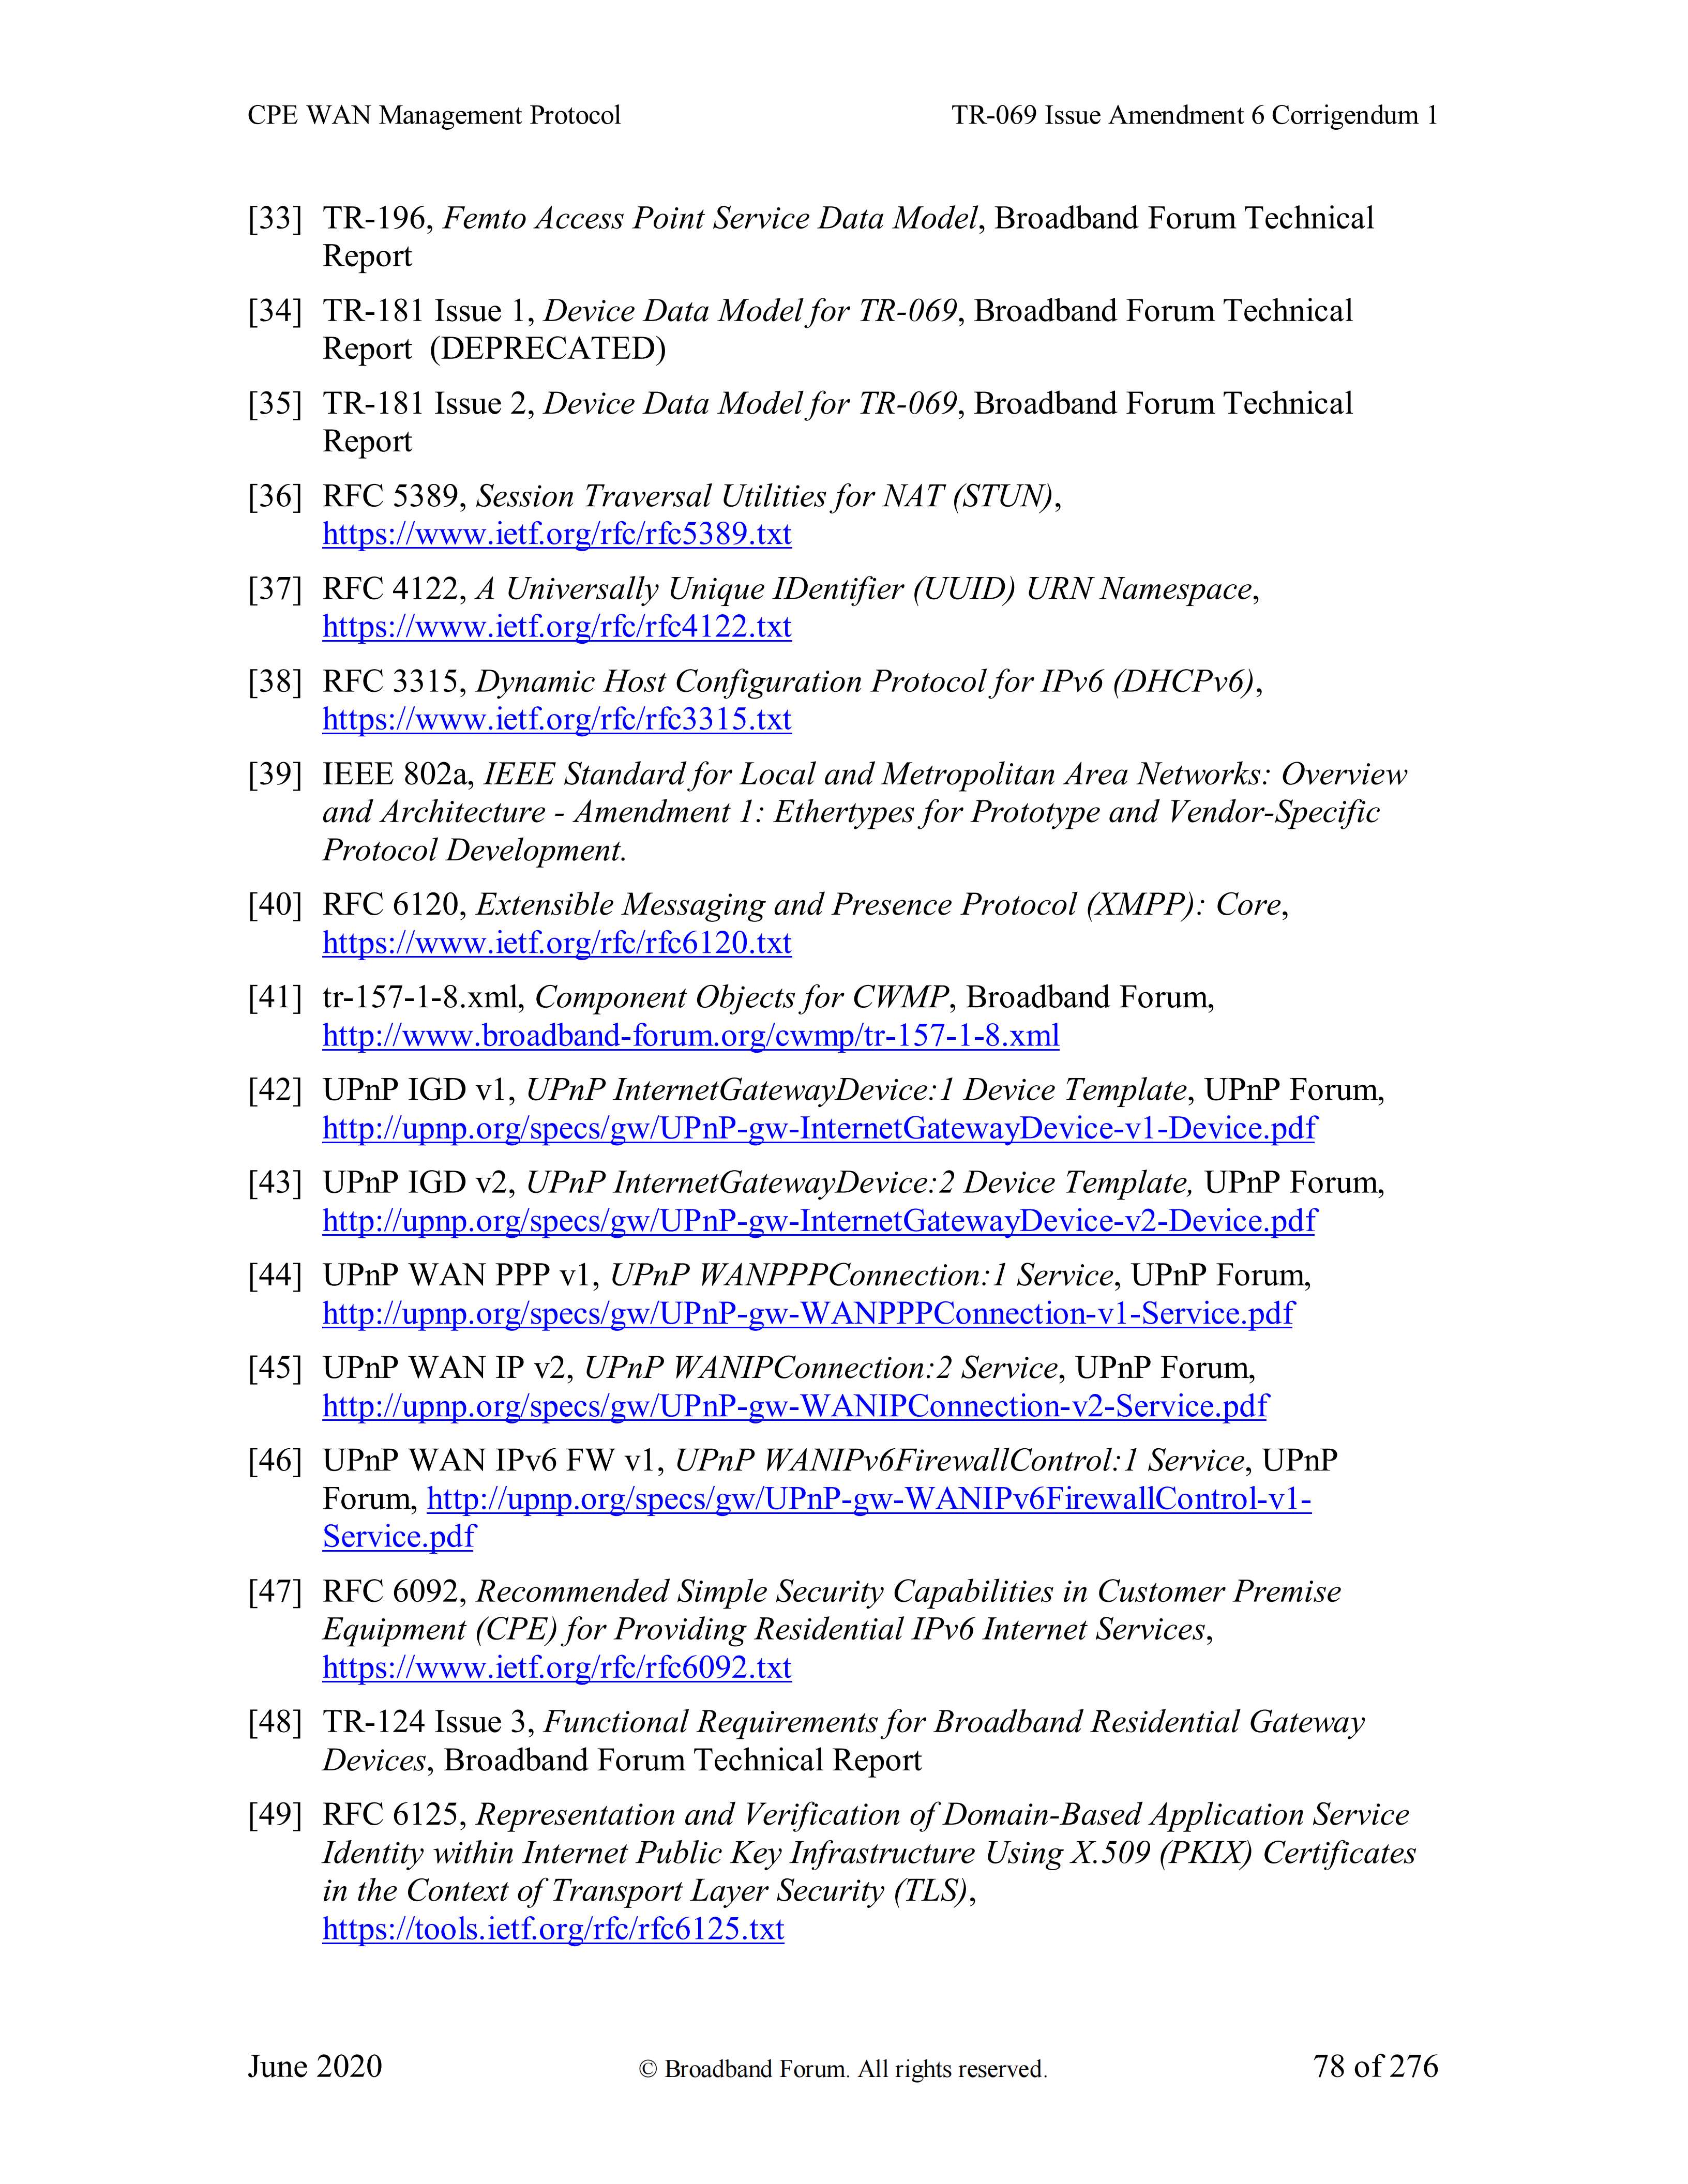 CPE WAN Management Protocol TR-069 Issue Amendment 6 Corrigendum 1
[33] TR-196, Femto Access Point Service Data Model, Broadband Forum Technical
Report
[34] TR-181 Issue 1, Device Data Model for TR-069, Broadband Forum Technical
Report (DEPRECATED)
[35] TR-181 Issue 2, Device Data Model for TR-069, Broadband Forum Technical
Report
[36] RFC 5389, Session Traversal Utilities for NAT (STUN),
https://www.ietf.org/rfc/rfc5389.txt
[37] RFC 4122, A Universally Unique IDentifier (UUID) URN Namespace,
https://www.ietf.org/rfc/rfc4122.txt
[38] RFC 3315, Dynamic Host Configuration Protocol for IPv6 (DHCPv6),
https://www.ietf.org/rfc/rfc3315.txt
[39] IEEE 802a, IEEE Standard for Local and Metropolitan Area Networks: Overview
and Architecture - Amendment 1: Ethertypes for Prototype and Vendor-Specific
Protocol Development.
[40] RFC 6120, Extensible Messaging and Presence Protocol (XMPP): Core,
https://www.ietf.org/rfc/rfc6120.txt
[41] tr-157-1-8.xml, Component Objects for CWMP, Broadband Forum,
http://www.broadband-forum.org/cwmp/tr-157-1-8.xml
[42] UPnP IGD v1, UPnP InternetGatewayDevice:1 Device Template, UPnP Forum,
http://upnp.org/specs/gw/UPnP-gw-InternetGatewayDevice-v1-Device.pdf
[43] UPnP IGD v2, UPnP InternetGatewayDevice:2 Device Template, UPnP Forum,
http://upnp.org/specs/gw/UPnP-gw-InternetGatewayDevice-v2-Device.pdf
[44] UPnP WAN PPP v1, UPnP WANPPPConnection:1 Service, UPnP Forum,
http://upnp.org/specs/gw/UPnP-gw-WANPPPConnection-v1-Service.pdf
[45] UPnP WAN IP v2, UPnP WANIPConnection:2 Service, UPnP Forum,
http://upnp.org/specs/gw/UPnP-gw-WANIPConnection-v2-Service.pdf
[46] UPnP WAN IPv6 FW v1, UPnP WANIPv6FirewallControl:1 Service, UPnP
Forum, http://upnp.org/specs/gw/UPnP-gw-WANIPv6FirewallControl-v1-
Service.pdf
[47] RFC 6092, Recommended Simple Security Capabilities in Customer Premise
Equipment (CPE) for Providing Residential IPv6 Internet Services,
https://www.ietf.org/rfc/rfc6092.txt
[48] TR-124 Issue 3, Functional Requirements for Broadband Residential Gateway
Devices, Broadband Forum Technical Report
[49] RFC 6125, Representation and Verification of Domain-Based Application Service
Identity within Internet Public Key Infrastructure Using X.509 (PKIX) Certificates
in the Context of Transport Layer Security (TLS),
https://tools.ietf.org/rfc/rfc6125.txt
June 2020 © Broadband Forum. All rights reserved. 78 of 276